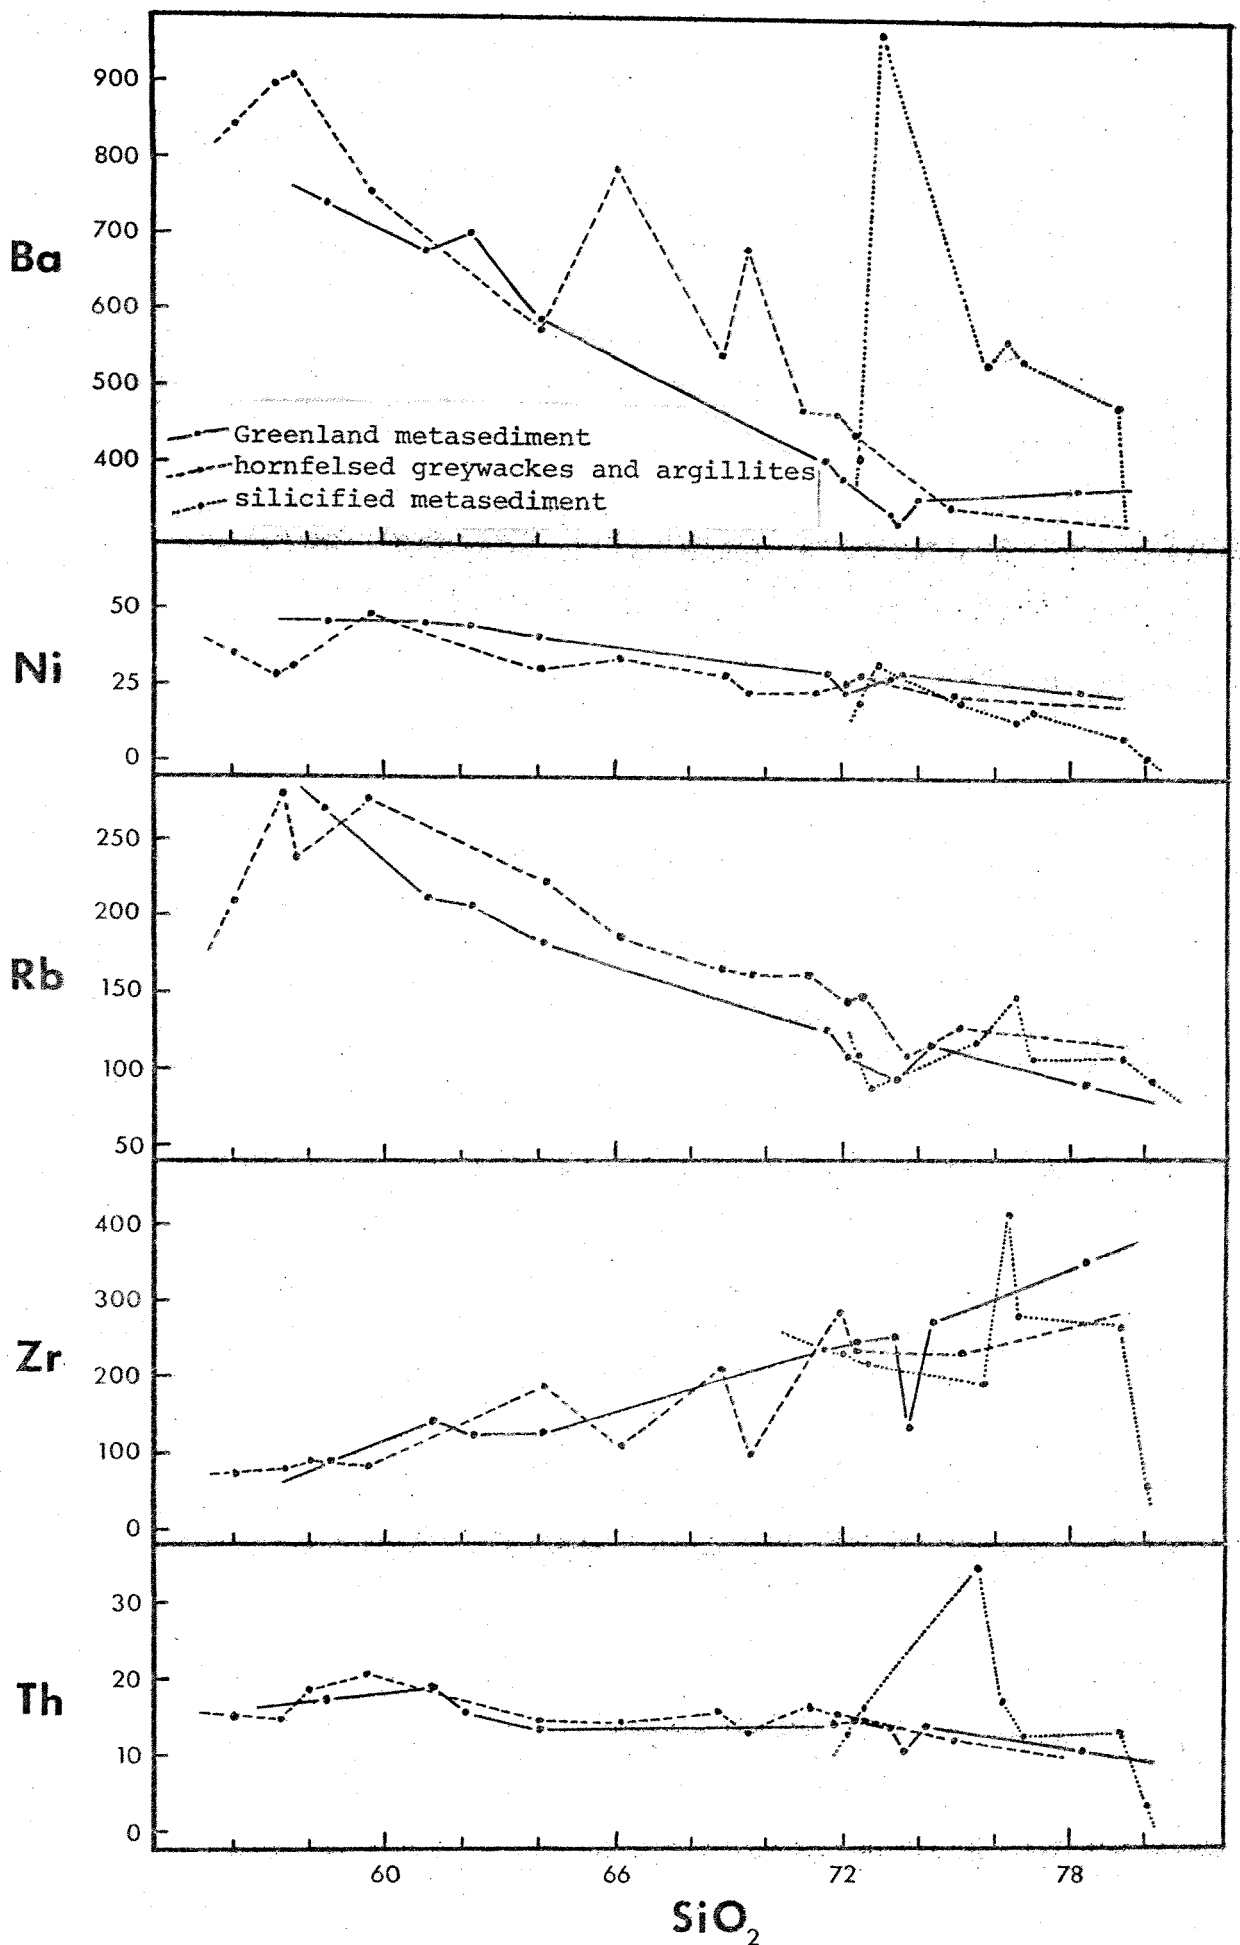 900
800
700
Ba
600
500
Greenland metasediment
hornfelsed greywackes and argillites
400
silicified metasediment
50
Ni
25
0
250
200
Rb
150
100
50
400
300
Zr
200
100
0
30
20
Th
10
0
60 66 72 78
SiO₂